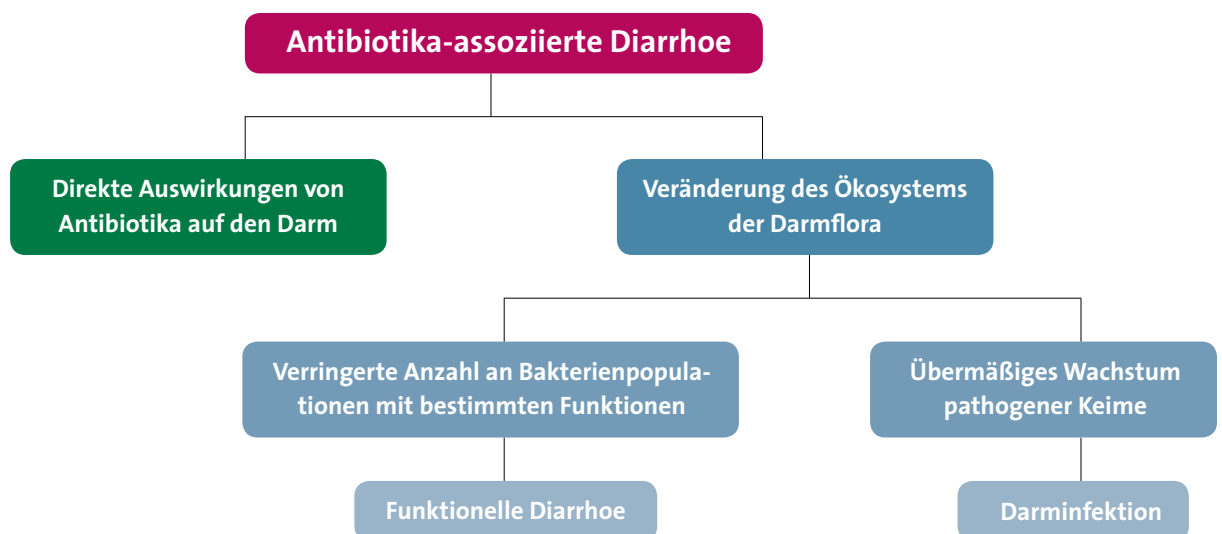 Antibiotika-assoziierte Diarrhoe
Direkte Auswirkungen von
Antibiotika auf den Darm
Veränderung des Ökosystems
der Darmflora
Verringerte Anzahl an Bakterienpopula-
tionen mit bestimmten Funktionen
Übermäßiges Wachstum
pathogener Keime
Funktionelle Diarrhoe
Darminfektion